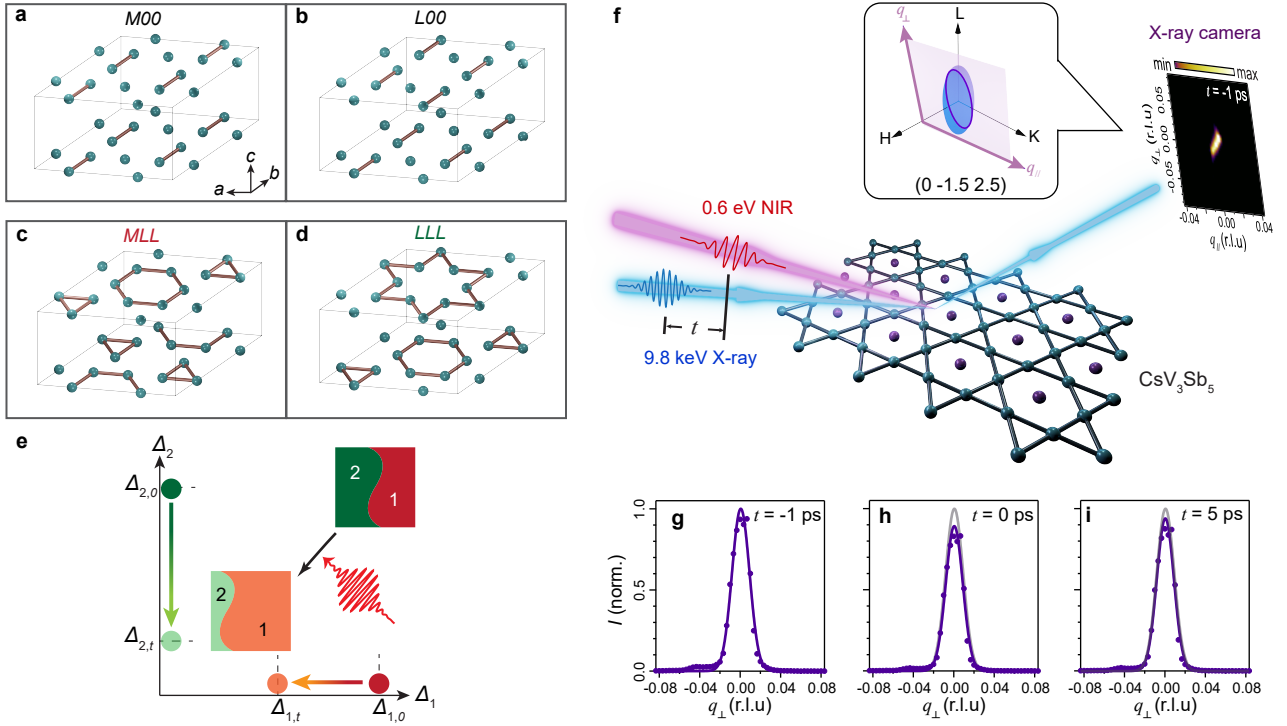 a
M00
c
a
b
b
L00
c
MLL
d
LLL
e
Δ2
Δ2,0
Δ2,t
2
1
2
1
Δ1,t
Δ1,0
Δ1
f
q⊥
L
H
K
q//
(0 -1.5 2.5)
X-ray camera
min
max
t = -1 ps
q⊥ (r.l.u)
-0.05
0.00
0.05
-0.04
0.00
0.04
q∥(r.l.u)
0.6 eV NIR
t
9.8 keV X-ray
CsV3Sb5
I (norm.)
1.0
0.5
0.0
g
t = -1 ps
-0.08
-0.04
0.00
0.04
0.08
q⊥(r.l.u)
h
t = 0 ps
-0.08
-0.04
0.00
0.04
0.08
q⊥(r.l.u)
i
t = 5 ps
-0.08
-0.04
0.00
0.04
0.08
q⊥(r.l.u)